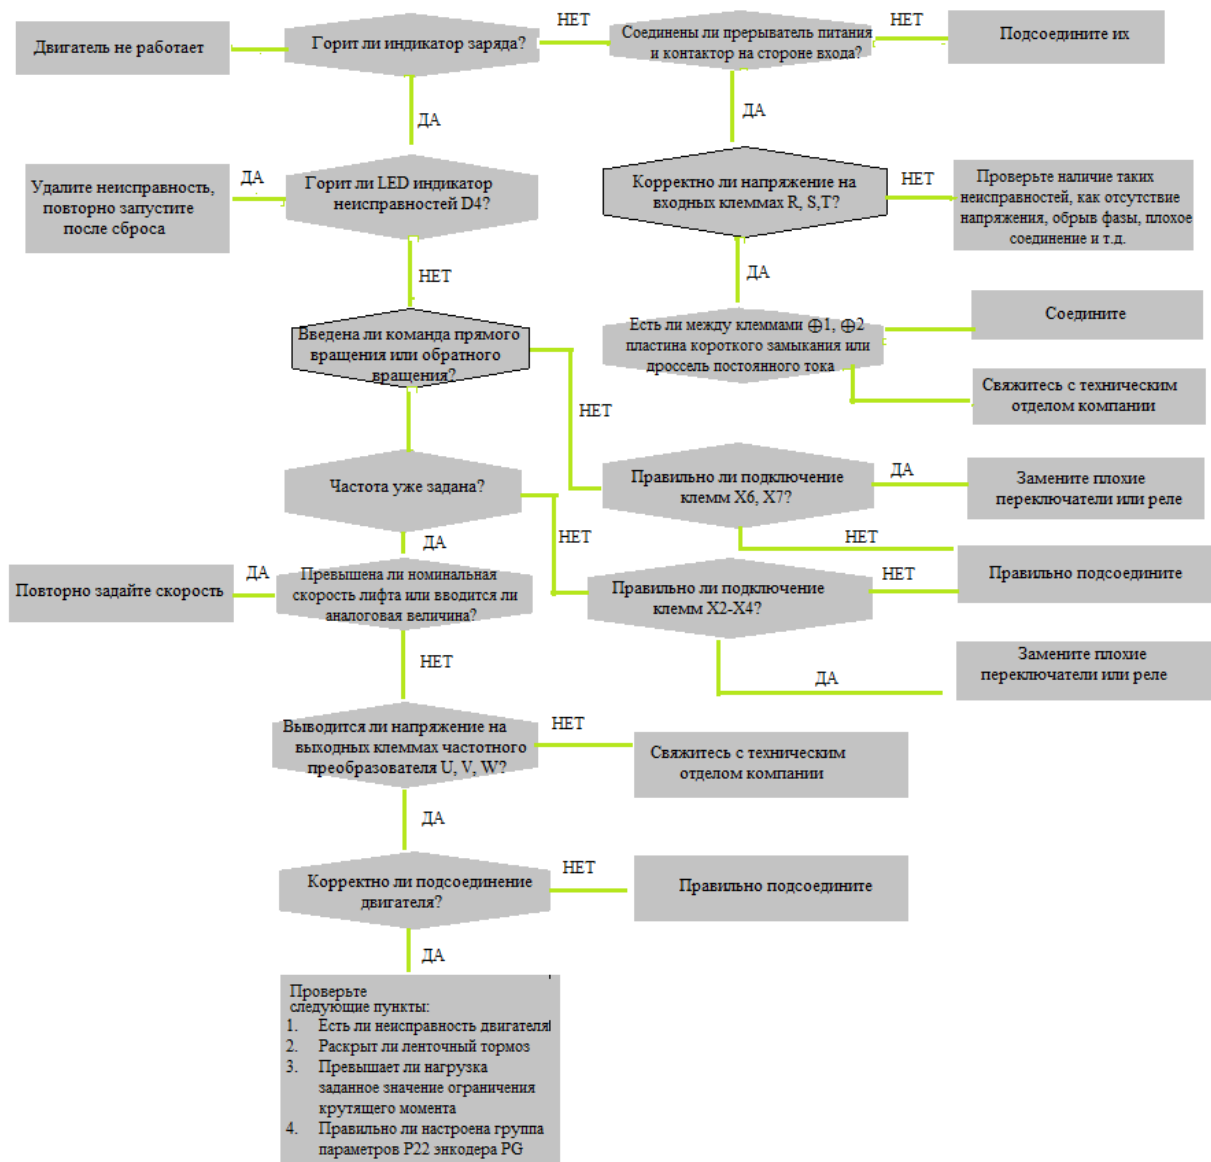 НЕТ
НЕТ
Двигатель не работает
Горит ли индикатор заряда?
Соединены ли прерыватель питания
и контактор на стороне входа?
Подсоедините их
ДА
ДА
Удалите неисправность,
повторно запустите
после сброса
ДА
Горит ли LED индикатор
неисправностей D4?
Корректно ли напряжение на
входных клеммах R, S,T?
НЕТ
Проверьте наличие таких
неисправностей, как отсутствие
напряжения, обрыв фазы, плохое
соединение и т.д.
НЕТ
ДА
Введена ли команда прямого
вращения или обратного
вращения?
Есть ли между клеммами ⊕1, ⊕2
пластина короткого замыкания или
дроссель постоянного тока
Соедините
Свяжитесь с техническим
отделом компании
НЕТ
Частота уже задана?
Правильно ли подключение
клемм X6, X7?
ДА
Замените плохие
переключатели или реле
ДА
НЕТ
НЕТ
Повторно задайте скорость
ДА
Превышена ли номинальная
скорость лифта или вводится ли
аналоговая величина?
Правильно ли подключение
клемм X2-X4?
НЕТ
Правильно подсоедините
НЕТ
ДА
Замените плохие
переключатели или реле
Выводится ли напряжение на
выходных клеммах частотного
преобразователя U, V, W?
НЕТ
Свяжитесь с техническим
отделом компании
ДА
Корректно ли подсоединение
двигателя?
НЕТ
Правильно подсоедините
ДА
Проверьте
следующие пункты:
1. Есть ли неисправность двигателя
2. Раскрыт ли ленточный тормоз
3. Превышает ли нагрузка
заданное значение ограничения
крутящего момента
4. Правильно ли настроена группа
параметров P22 энкодера PG